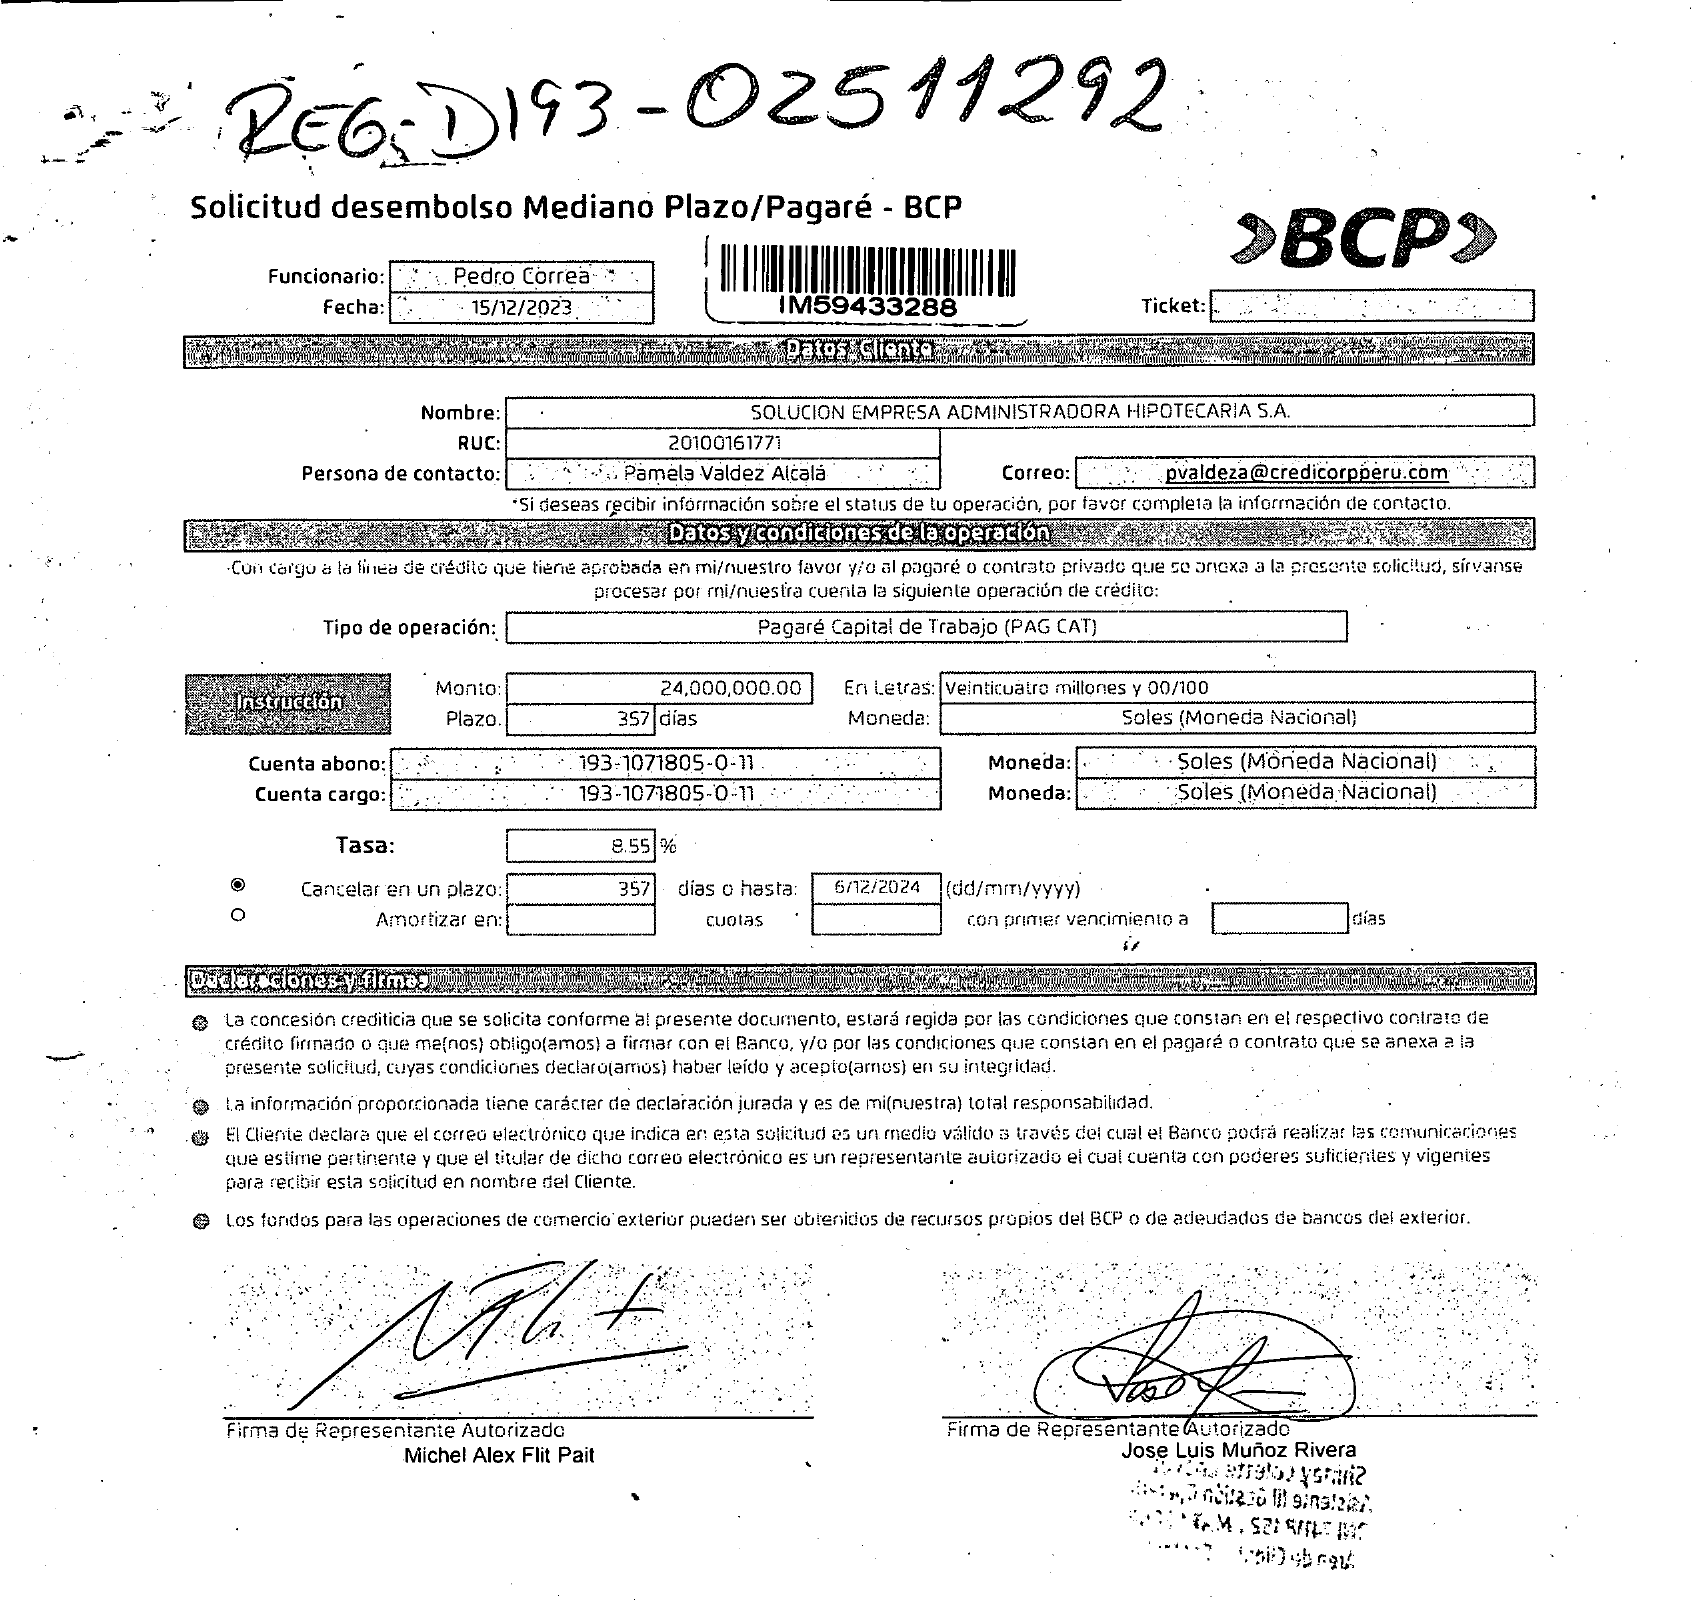 REG-D193-02511292
Solicitud desembolso Mediano Plazo/Pagaré - BCP
>BCP>
Funcionario: Pedro Correa
Fecha: 15/12/2023
IM59433288
Ticket:
Datos Cliente
Nombre: SOLUCION EMPRESA ADMINISTRADORA HIPOTECARIA S.A.
RUC: 20100161771
Persona de contacto: Pamela Valdez Alcalá Correo: pvaldeza@credicorpperu.com
*Si deseas recibir información sobre el status de tu operación, por favor completa la información de contacto.
Datos y condiciones de la operación
Con cargo a la línea de crédito que tiene aprobada en mi/nuestro favor y/o al pagaré o contrato privado que se anexa a la presente solicitud, sírvanse
procesar por mi/nuestra cuenta la siguiente operación de crédito:
Tipo de operación: Pagaré Capital de Trabajo (PAG CAT)
Instrucción
Monto: 24,000,000.00 En Letras: Veinticuatro millones y 00/100
Plazo. 357 días Moneda: Soles (Moneda Nacional)
Cuenta abono: 193-1071805-0-11 Moneda: Soles (Moneda Nacional)
Cuenta cargo: 193-1071805-0-11 Moneda: Soles (Moneda Nacional)
Tasa: 8.55 %
Cancelar en un plazo: 357 días o hasta: 6/12/2024 (dd/mm/yyyy)
Amortizar en: cuotas con primer vencimiento a días
Declaraciones y firmas
La concesión crediticia que se solicita conforme al presente documento, estará regida por las condiciones que constan en el respectivo contrato de
crédito firmado o que me(nos) obligo(amos) a firmar con el Banco, y/o por las condiciones que constan en el pagaré o contrato que se anexa a la
presente solicitud, cuyas condiciones declaro(amos) haber leído y acepto(amos) en su integridad.
La información proporcionada tiene carácter de declaración jurada y es de mi(nuestra) total responsabilidad.
El Cliente declara que el correo electrónico que indica en esta solicitud es un medio válido a través del cual el Banco podrá realizar las comunicaciones
que estime pertinente y que el titular de dicho correo electrónico es un representante autorizado el cual cuenta con poderes suficientes y vigentes
para recibir esta solicitud en nombre del Cliente.
Los fondos para las operaciones de comercio exterior pueden ser obtenidos de recursos propios del BCP o de adeudados de bancos del exterior.
Firma de Representante Autorizado
Michel Alex Flit Pait
Firma de Representante Autorizado
Jose Luis Muñoz Rivera